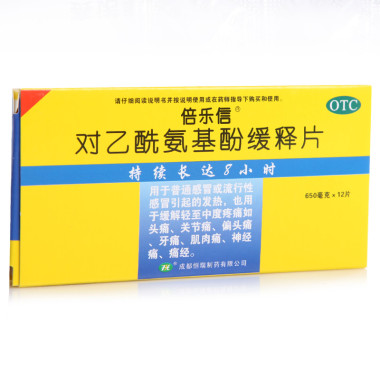 请仔细阅读说明书并按说明使用或在药师指导下购买和使用。
OTC
倍乐信®
对乙酰氨基酚缓释片
持续长达8小时
650毫克×12片
用于普通感冒或流行性
感冒引起的发热，也用
于缓解轻至中度疼痛如
头痛、关节痛、偏头痛
、牙痛、肌肉痛、神经
痛、痛经。
成都恒瑞制药有限公司